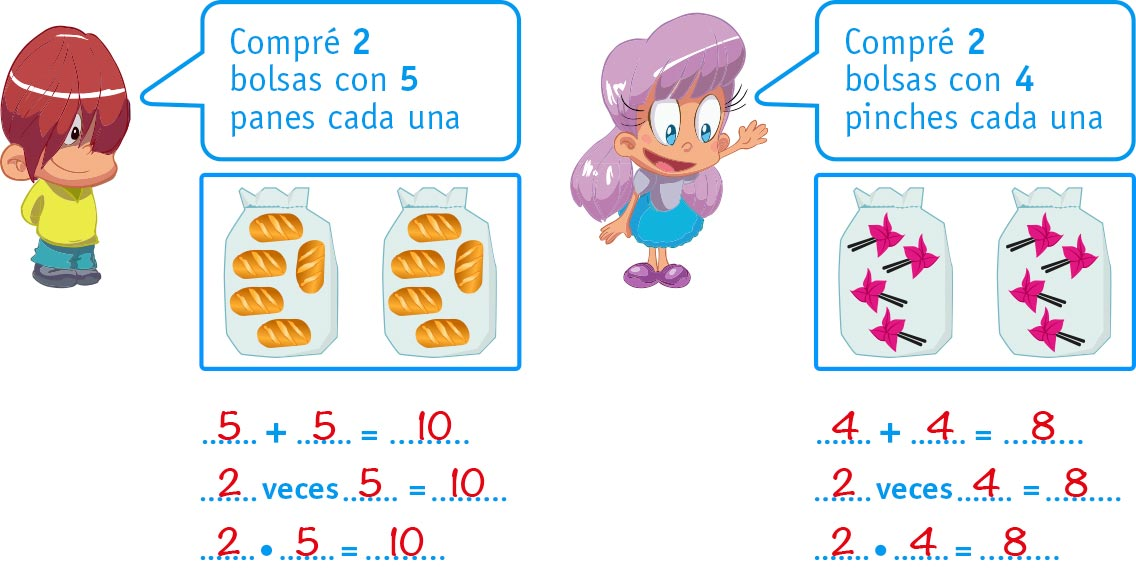 Compré 2
bolsas con 5
panes cada una
5 + 5 = 10
2 veces 5 = 10
2 • 5 = 10
Compré 2
bolsas con 4
pinches cada una
4 + 4 = 8
2 veces 4 = 8
2 • 4 = 8